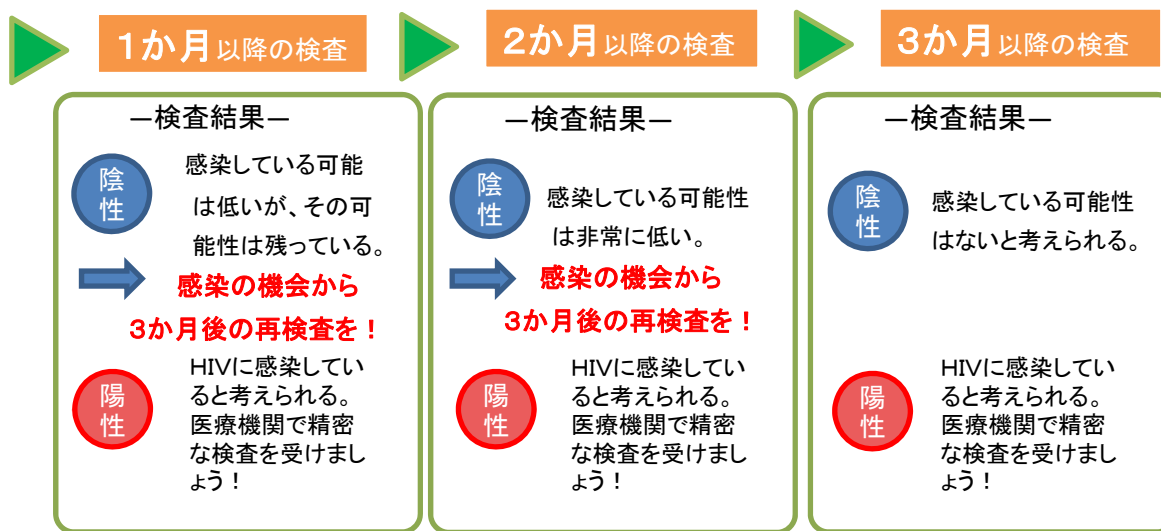 1か月以降の検査
－検査結果－
陰
性
感染している可能
は低いが、その可
能性は残っている。
感染の機会から
3か月後の再検査を！
陽
性
HIVに感染してい
ると考えられる。
医療機関で精密
な検査を受けまし
ょう！
2か月以降の検査
－検査結果－
陰
性
感染している可能性
は非常に低い。
感染の機会から
3か月後の再検査を！
陽
性
HIVに感染してい
ると考えられる。
医療機関で精密
な検査を受けまし
ょう！
3か月以降の検査
－検査結果－
陰
性
感染している可能性
はないと考えられる。
陽
性
HIVに感染してい
ると考えられる。
医療機関で精密
な検査を受けまし
ょう！